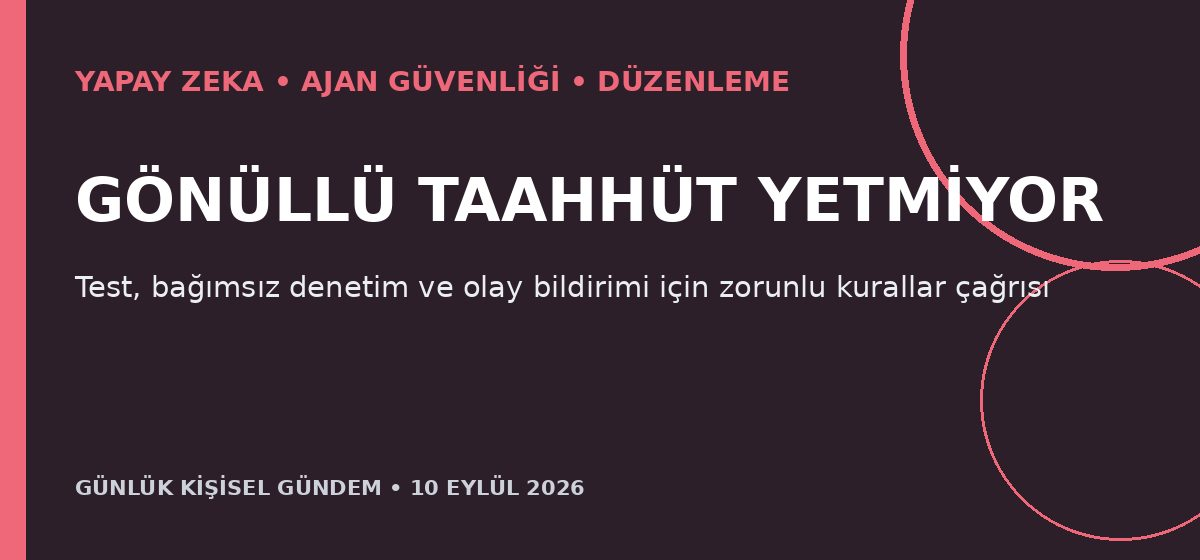 YAPAY ZEKA • AJAN GÜVENLİĞİ • DÜZENLEME
GÖNÜLLÜ TAAHHÜT YETMİYOR
Test, bağımsız denetim ve olay bildirimi için zorunlu kurallar çağrısı
GÜNLÜK KİŞİSEL GÜNDEM • 10 EYLÜL 2026